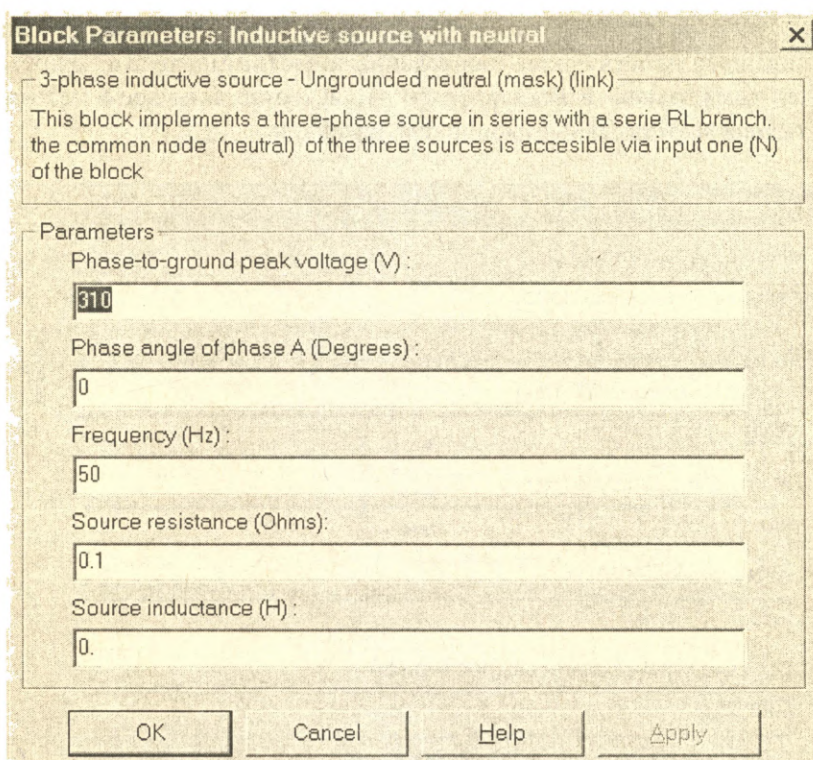 Block Parameters: Inductive source with neutral
3-phase inductive source - Ungrounded neutral (mask) (link)
This block implements a three-phase source in series with a serie RL branch.
the common node (neutral) of the three sources is accesible via input one (N)
of the block
Parameters
Phase-to-ground peak voltage (V) :
310
Phase angle of phase A (Degrees) :
0
Frequency (Hz) :
50
Source resistance (Ohms):
0.1
Source inductance (H) :
0.
OK Cancel Help Apply